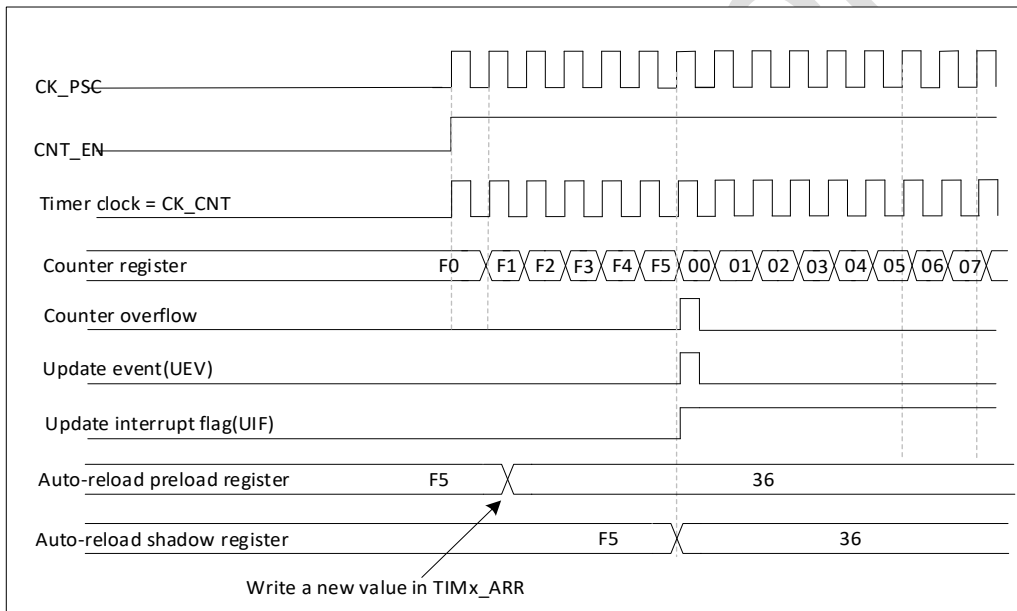 CK_PSC
CNT_EN
Timer clock = CK_CNT
Counter register F0 F1 F2 F3 F4 F5 00 01 02 03 04 05 06 07
Counter overflow
Update event(UEV)
Update interrupt flag(UIF)
Auto-reload preload register F5 36
Auto-reload shadow register F5 36
Write a new value in TIMx_ARR